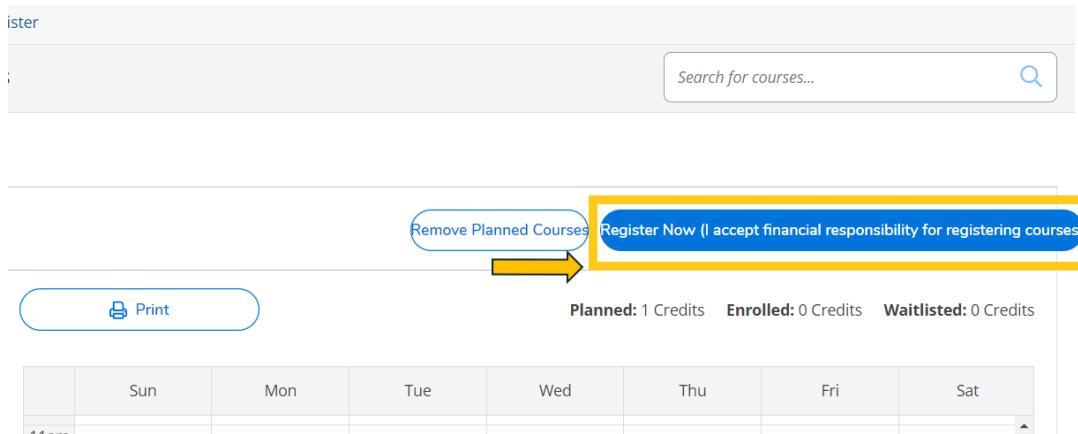 ister
s
Search for courses...
Remove Planned Courses
Register Now (I accept financial responsibility for registering courses
Print
Planned: 1 Credits Enrolled: 0 Credits Waitlisted: 0 Credits
Sun Mon Tue Wed Thu Fri Sat
11am